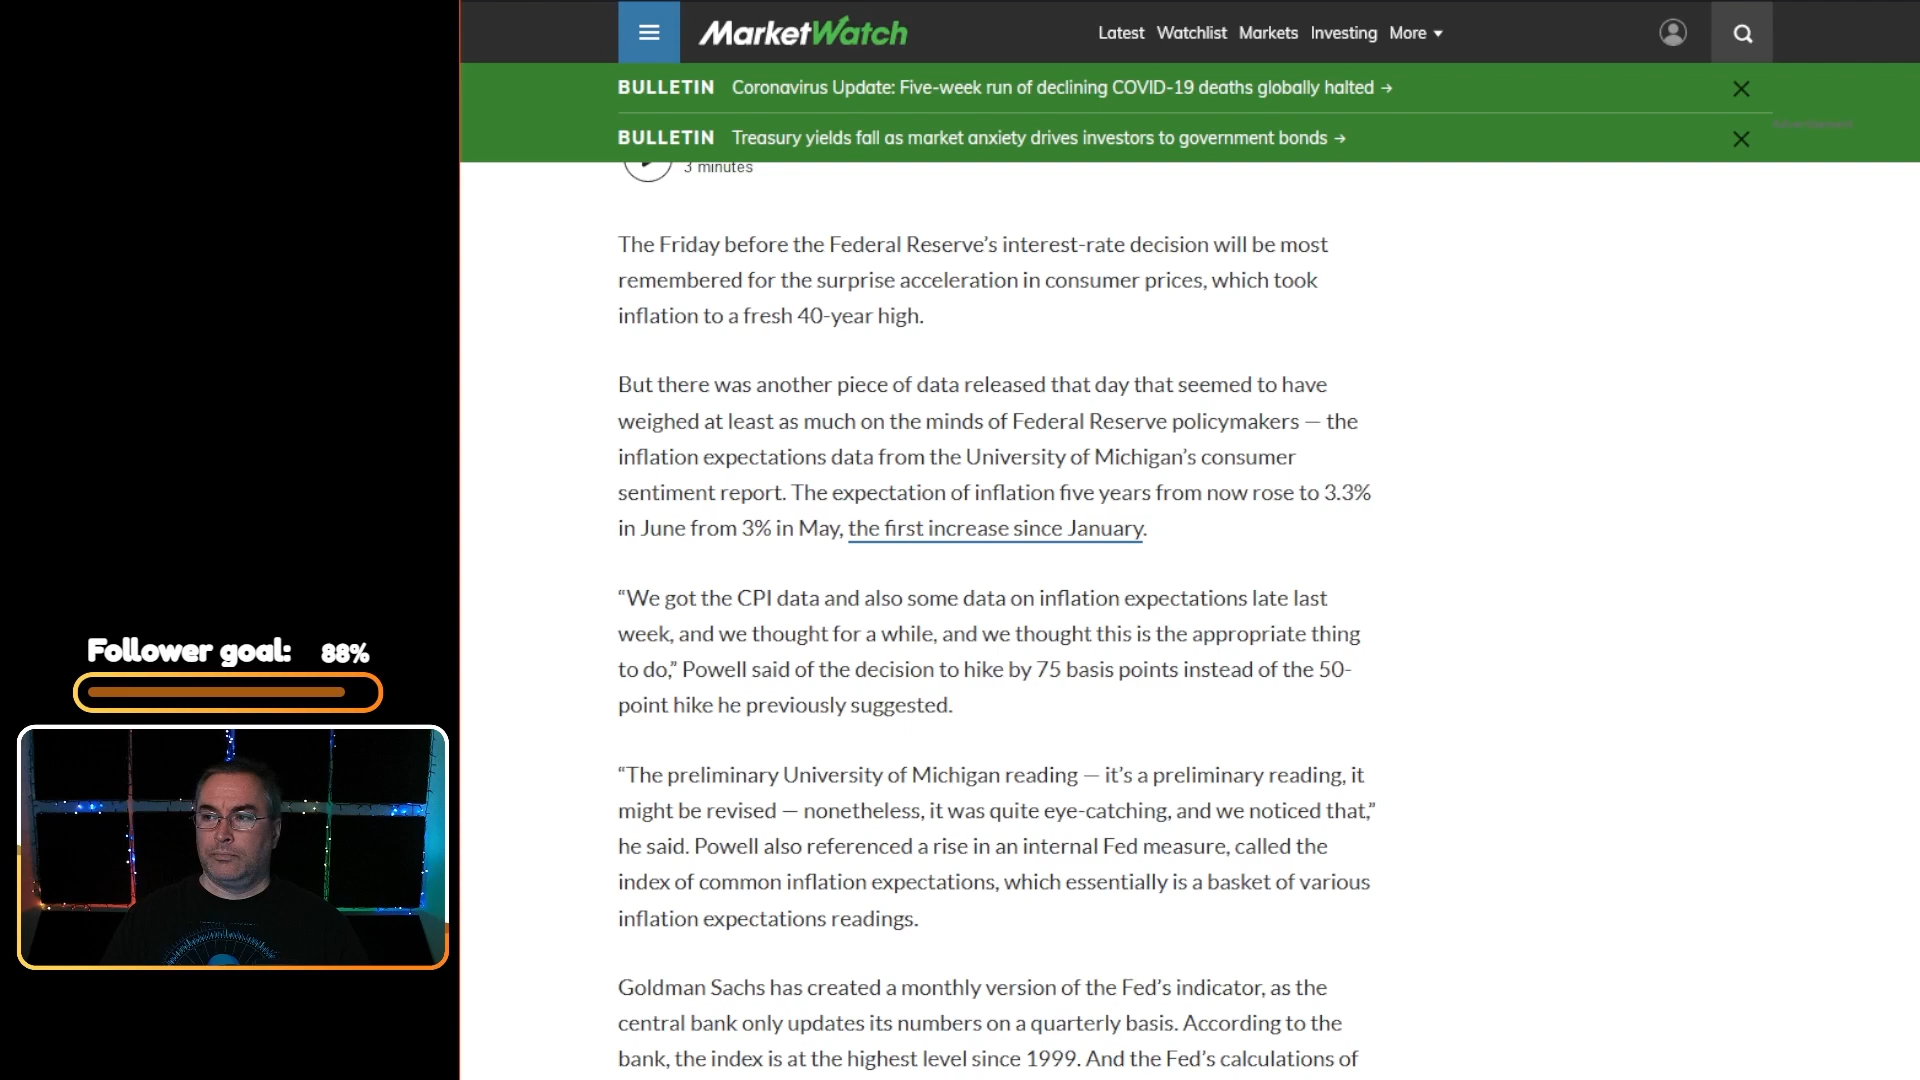 MarketWatch
Latest Watchlist Markets Investing More
BULLETIN Coronavirus Update: Five-week run of declining COVID-19 deaths globally halted →
BULLETIN Treasury yields fall as market anxiety drives investors to government bonds →
3 minutes
The Friday before the Federal Reserve’s interest-rate decision will be most
remembered for the surprise acceleration in consumer prices, which took
inflation to a fresh 40-year high.
But there was another piece of data released that day that seemed to have
weighed at least as much on the minds of Federal Reserve policymakers — the
inflation expectations data from the University of Michigan’s consumer
sentiment report. The expectation of inflation five years from now rose to 3.3%
in June from 3% in May, the first increase since January.
“We got the CPI data and also some data on inflation expectations late last
week, and we thought for a while, and we thought this is the appropriate thing
to do,” Powell said of the decision to hike by 75 basis points instead of the 50-
point hike he previously suggested.
“The preliminary University of Michigan reading — it’s a preliminary reading, it
might be revised — nonetheless, it was quite eye-catching, and we noticed that,”
he said. Powell also referenced a rise in an internal Fed measure, called the
index of common inflation expectations, which essentially is a basket of various
inflation expectations readings.
Goldman Sachs has created a monthly version of the Fed’s indicator, as the
central bank only updates its numbers on a quarterly basis. According to the
bank, the index is at the highest level since 1999. And the Fed’s calculations of
Follower goal: 88%